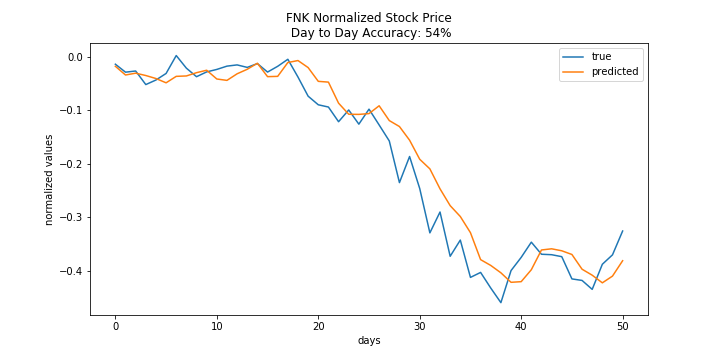 FNK Normalized Stock Price
Day to Day Accuracy: 54%
true
predicted
normalized values
0.0
−0.1
−0.2
−0.3
−0.4
0
10
20
30
40
50
days